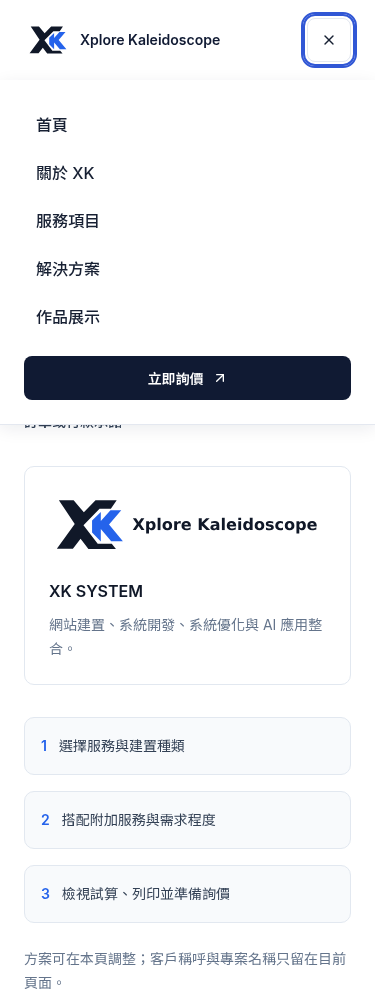 Xplore Kaleidoscope
首頁
關於 XK
服務項目
解決方案
作品展示
立即詢價
Xplore Kaleidoscope
XK SYSTEM
網站建置、系統開發、系統優化與 AI 應用整
合。
1 選擇服務與建置種類
2 搭配附加服務與需求程度
3 檢視試算、列印並準備詢價
方案可在本頁調整；客戶稱呼與專案名稱只留在目前
頁面。